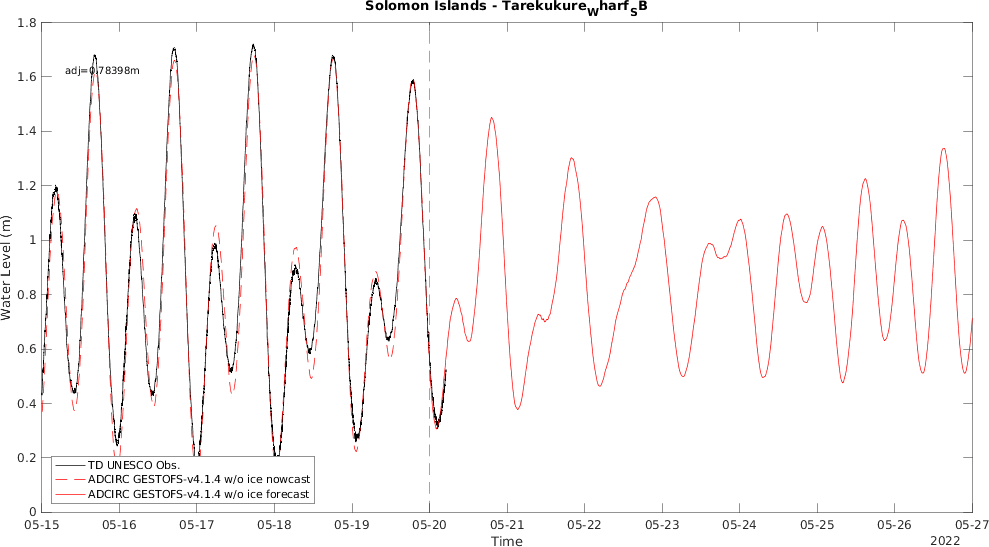 Solomon Islands - Tarekukure_Wharf_SB
1.8
adj=0.78398m
1.6
1.4
1.2
1
0.8
0.6
0.4
0.2
0
Water Level (m)
TD UNESCO Obs.
ADCIRC GESTOFS-v4.1.4 w/o ice nowcast
ADCIRC GESTOFS-v4.1.4 w/o ice forecast
05-15 05-16 05-17 05-18 05-19 05-20 05-21 05-22 05-23 05-24 05-25 05-26 05-27
Time
2022